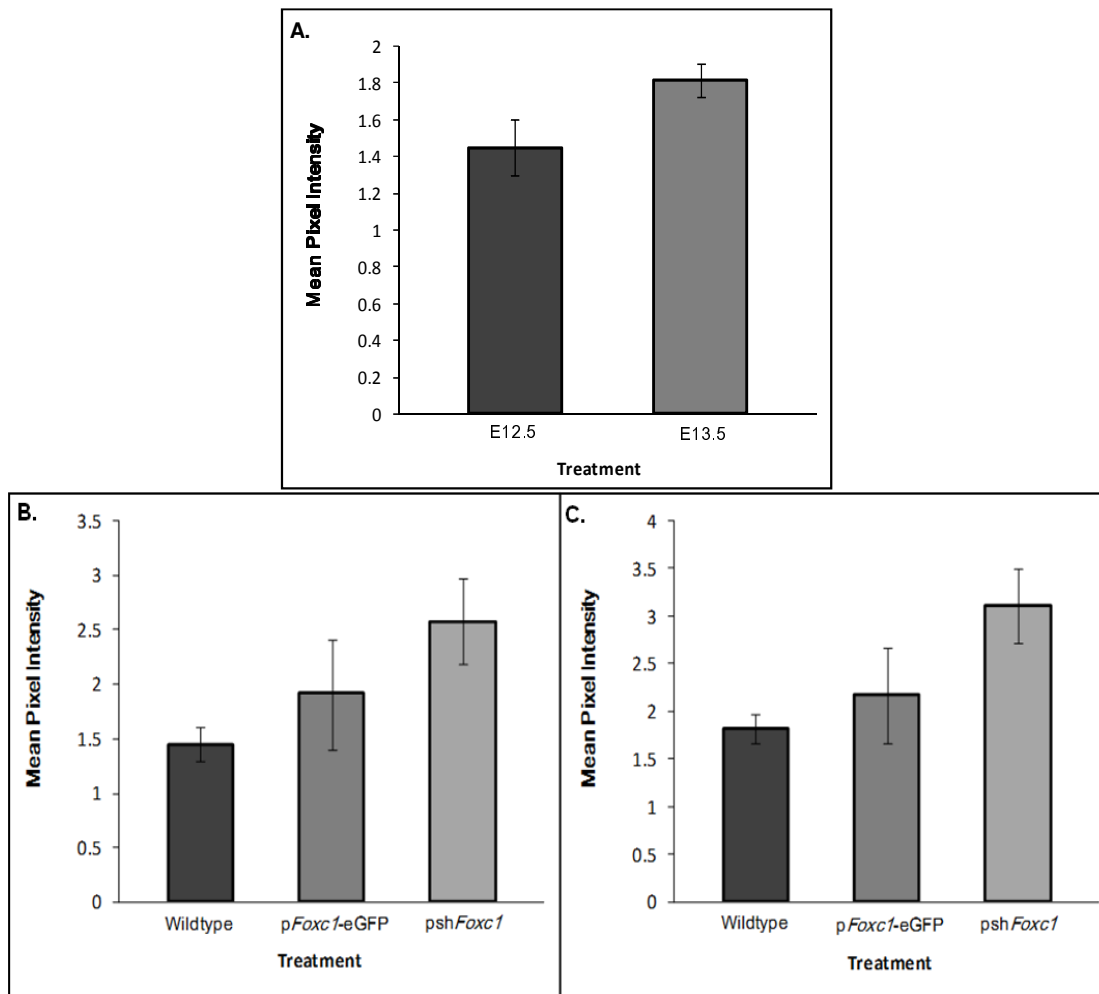 A.
Mean Pixel Intensity
2
1.8
1.6
1.4
1.2
1
0.8
0.6
0.4
0.2
0
E12.5 E13.5
Treatment
B.
Mean Pixel Intensity
3.5
3
2.5
2
1.5
1
0.5
0
Wildtype pFoxc1-eGFP pshFoxc1
Treatment
C.
Mean Pixel Intensity
4
3.5
3
2.5
2
1.5
1
0.5
0
Wildtype pFoxc1-eGFP pshFoxc1
Treatment